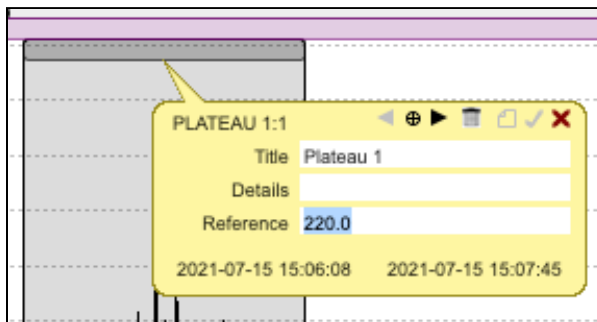 PLATEAU 1:1
Title Plateau 1
Details
Reference 220.0
2021-07-15 15:06:08 2021-07-15 15:07:45